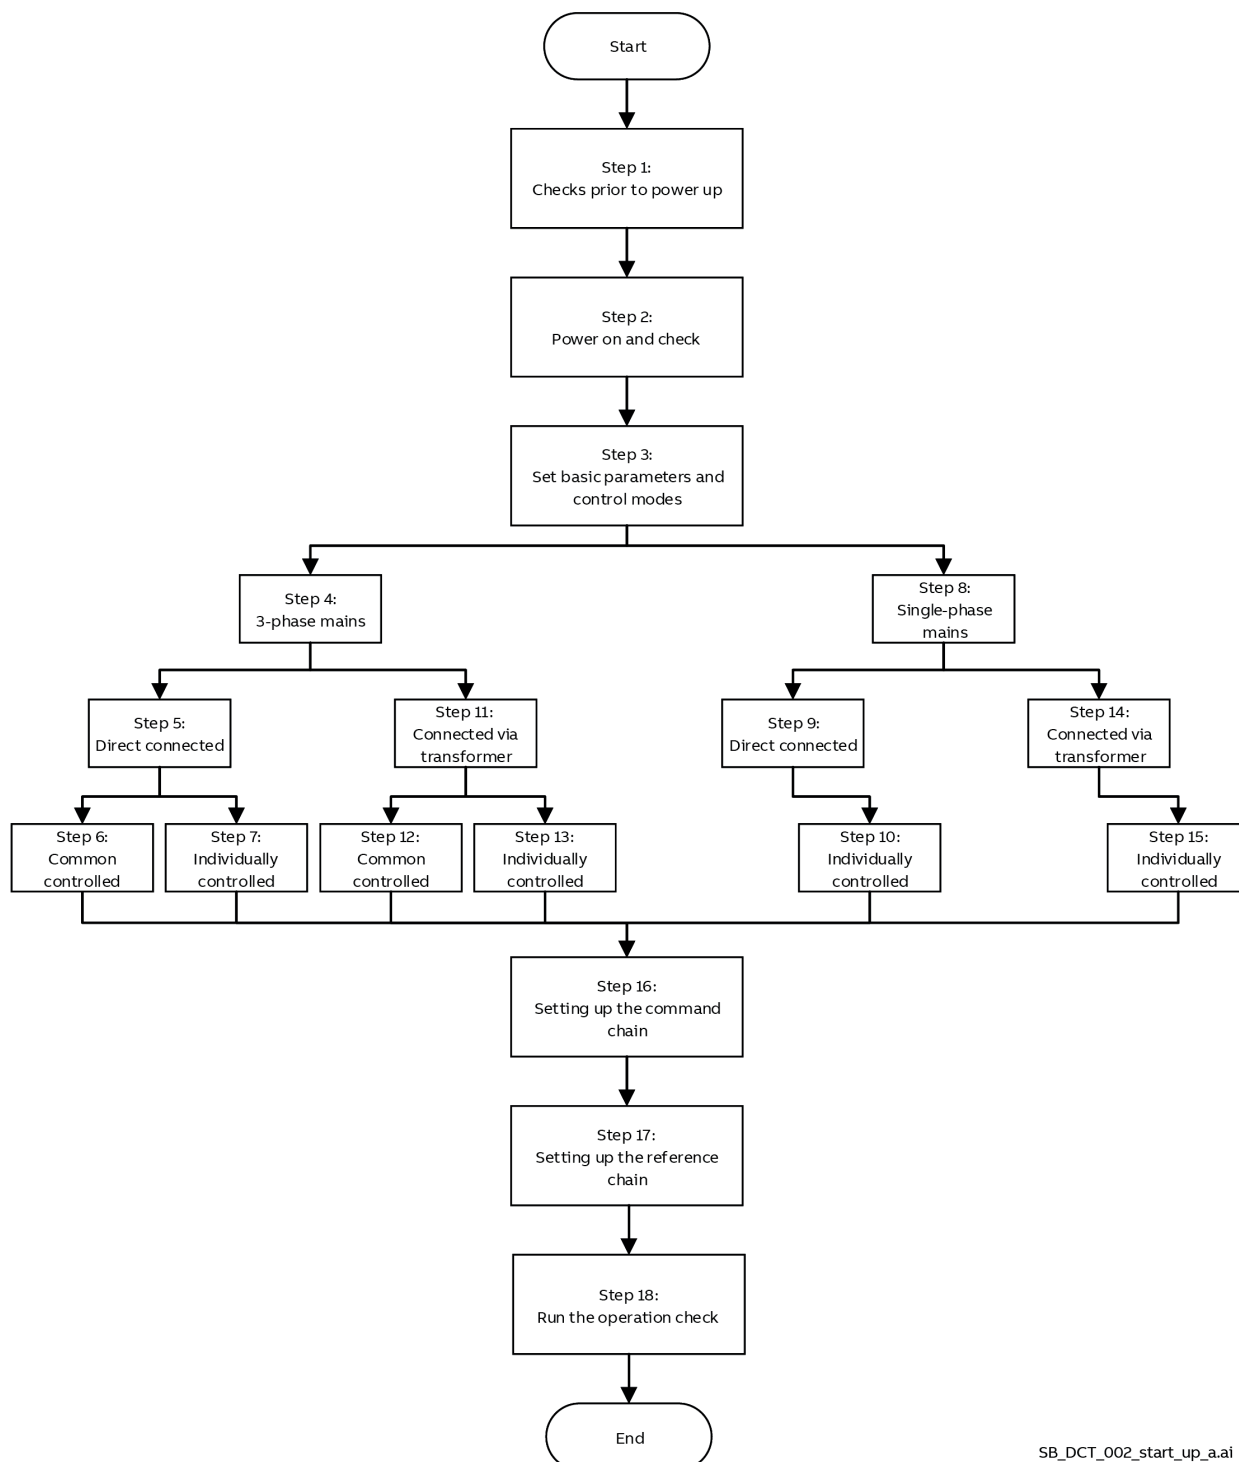 Start
Step 1:
Checks prior to power up
Step 2:
Power on and check
Step 3:
Set basic parameters and
control modes
Step 4:
3-phase mains
Step 8:
Single-phase
mains
Step 5:
Direct connected
Step 11:
Connected via
transformer
Step 9:
Direct connected
Step 14:
Connected via
transformer
Step 6:
Common
controlled
Step 7:
Individually
controlled
Step 12:
Common
controlled
Step 13:
Individually
controlled
Step 10:
Individually
controlled
Step 15:
Individually
controlled
Step 16:
Setting up the command
chain
Step 17:
Setting up the reference
chain
Step 18:
Run the operation check
End
SB_DCT_002_start_up_a.ai